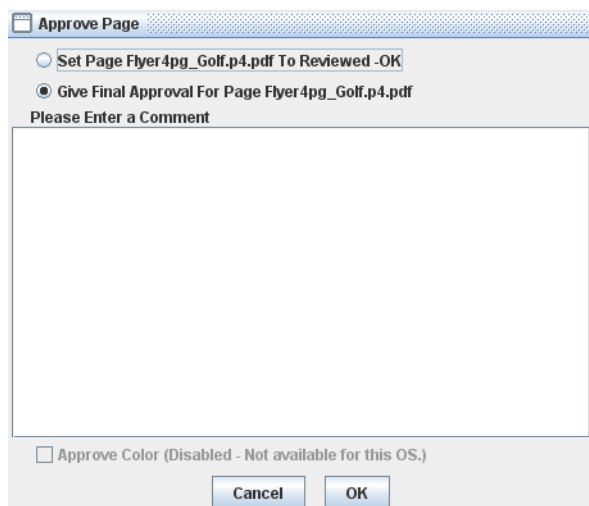 Approve Page
Set Page Flyer4pg_Golf.p4.pdf To Reviewed -OK
Give Final Approval For Page Flyer4pg_Golf.p4.pdf
Please Enter a Comment
Approve Color (Disabled - Not available for this OS.)
Cancel OK